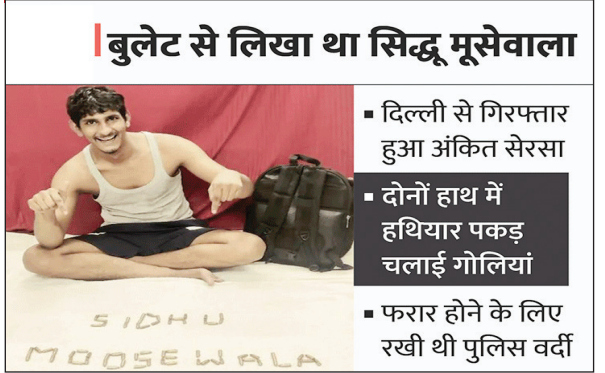 बुलेट से लिखा था सिद्धू मूसेवाला
दिल्ली से गिरफ्तार
हुआ अंकित सेरसा
दोनों हाथ में
हथियार पकड़
चलाई गोलियां
फरार होने के लिए
रखी थी पुलिस वर्दी
SIDHU
MOOSEWALA